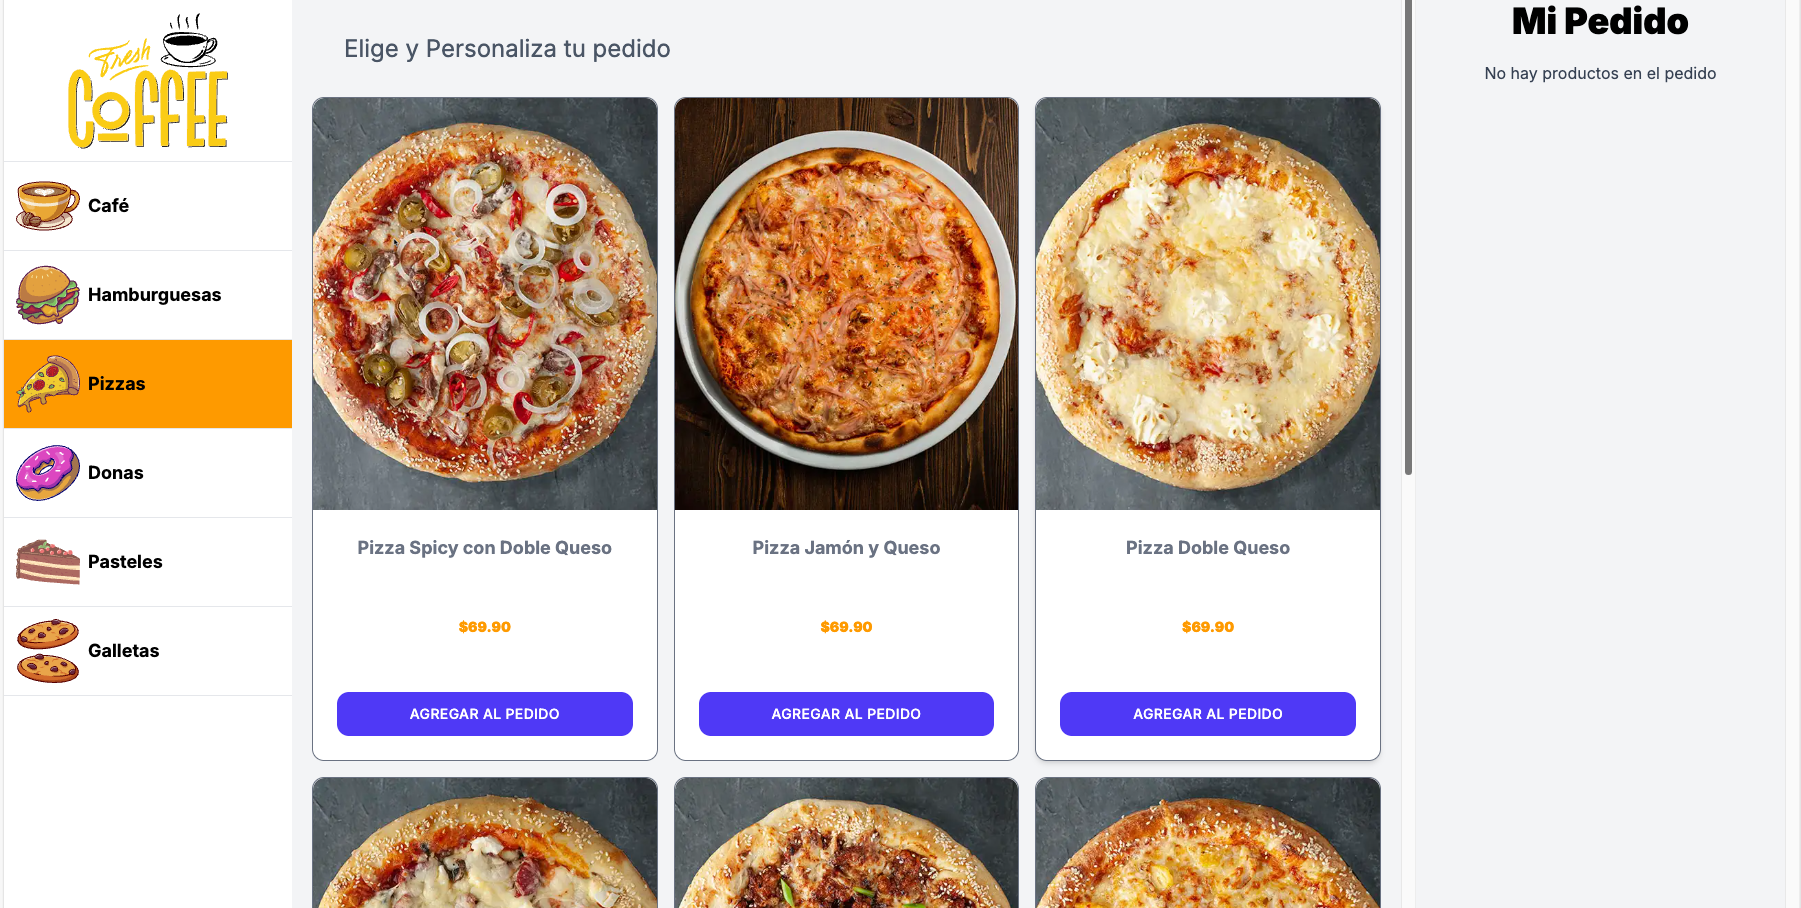 Fresh
COFFEE
Café
Hamburguesas
Pizzas
Donas
Pasteles
Galletas
Elige y Personaliza tu pedido
Pizza Spicy con Doble Queso
$69.90
AGREGAR AL PEDIDO
Pizza Jamón y Queso
$69.90
AGREGAR AL PEDIDO
Pizza Doble Queso
$69.90
AGREGAR AL PEDIDO
Mi Pedido
No hay productos en el pedido